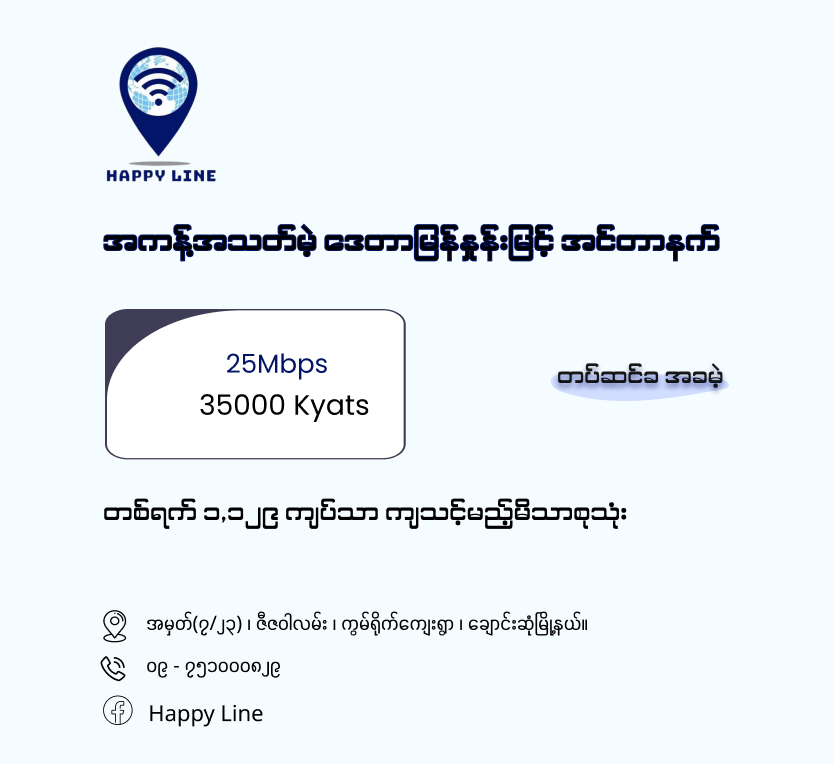 HAPPY LINE
အကန့်အသတ်မဲ့ ဒေတာမြန်နှုန်းမြင့် အင်တာနက်
25Mbps
35000 Kyats
တပ်ဆင်ခ အခမဲ့
တစ်ရက် ၁,၁၂၉ ကျပ်သာ ကျသင့်မည့်မိသာစုသုံး
အမှတ်(၇/၂၃) ၊ ဇီဇဝါလမ်း ၊ ကွမ်ရိုက်ကျေးရွာ ၊ ချောင်းဆုံမြို့နယ်။
၀၉ - ၇၅၁၀၀၀၈၂၉
Happy Line